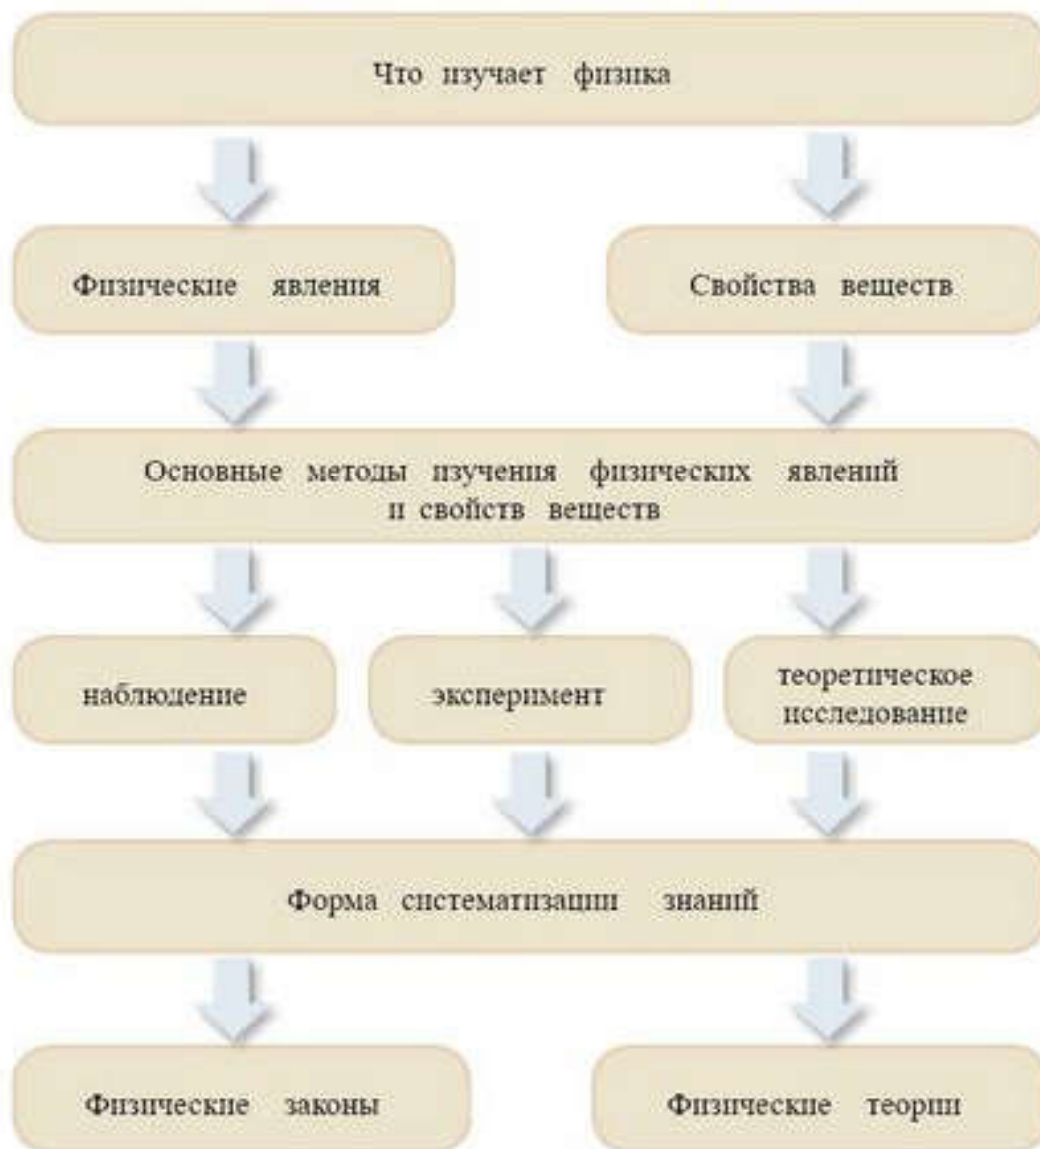 Что изучает физика
Физические явления
Свойства веществ
Основные методы изучения физических явлений
и свойств веществ
наблюдение
эксперимент
теоретическое
исследование
Форма систематизации знаний
Физические законы
Физические теории